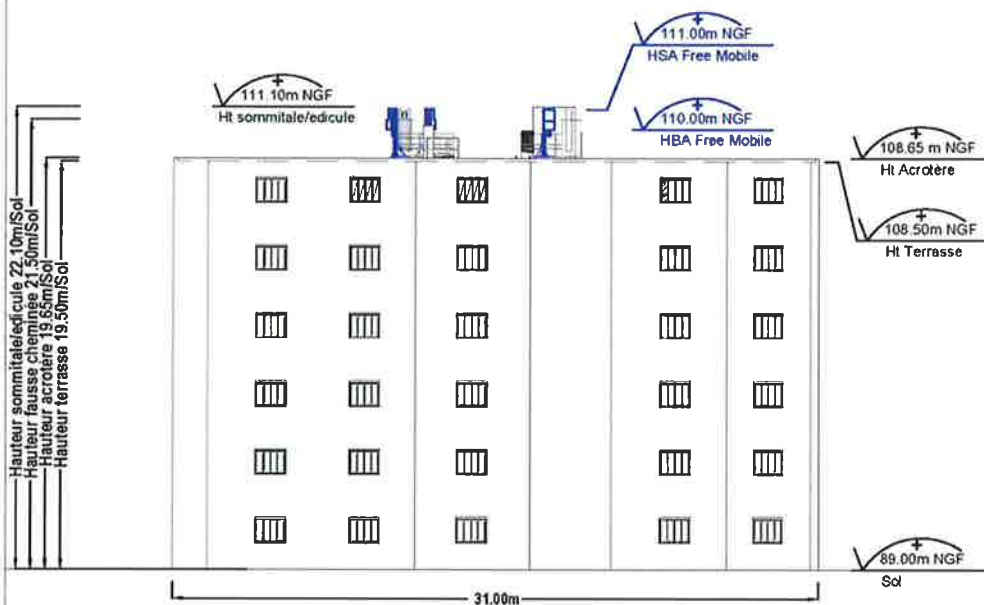 111.00m NGF
HSA Free Mobile
111.10m NGF
Ht sommitale/edicule
110.00m NGF
HBA Free Mobile
108.65 m NGF
Ht Acrotère
108.50m NGF
Ht Terrasse
Hauteur sommitale/edicule 22.10m/Sol
Hauteur fausse cheminée 21.50m/Sol
Hauteur acrotère 19.65m/Sol
Hauteur terrasse 19.50m/Sol
89.00m NGF
Sol
31.00m